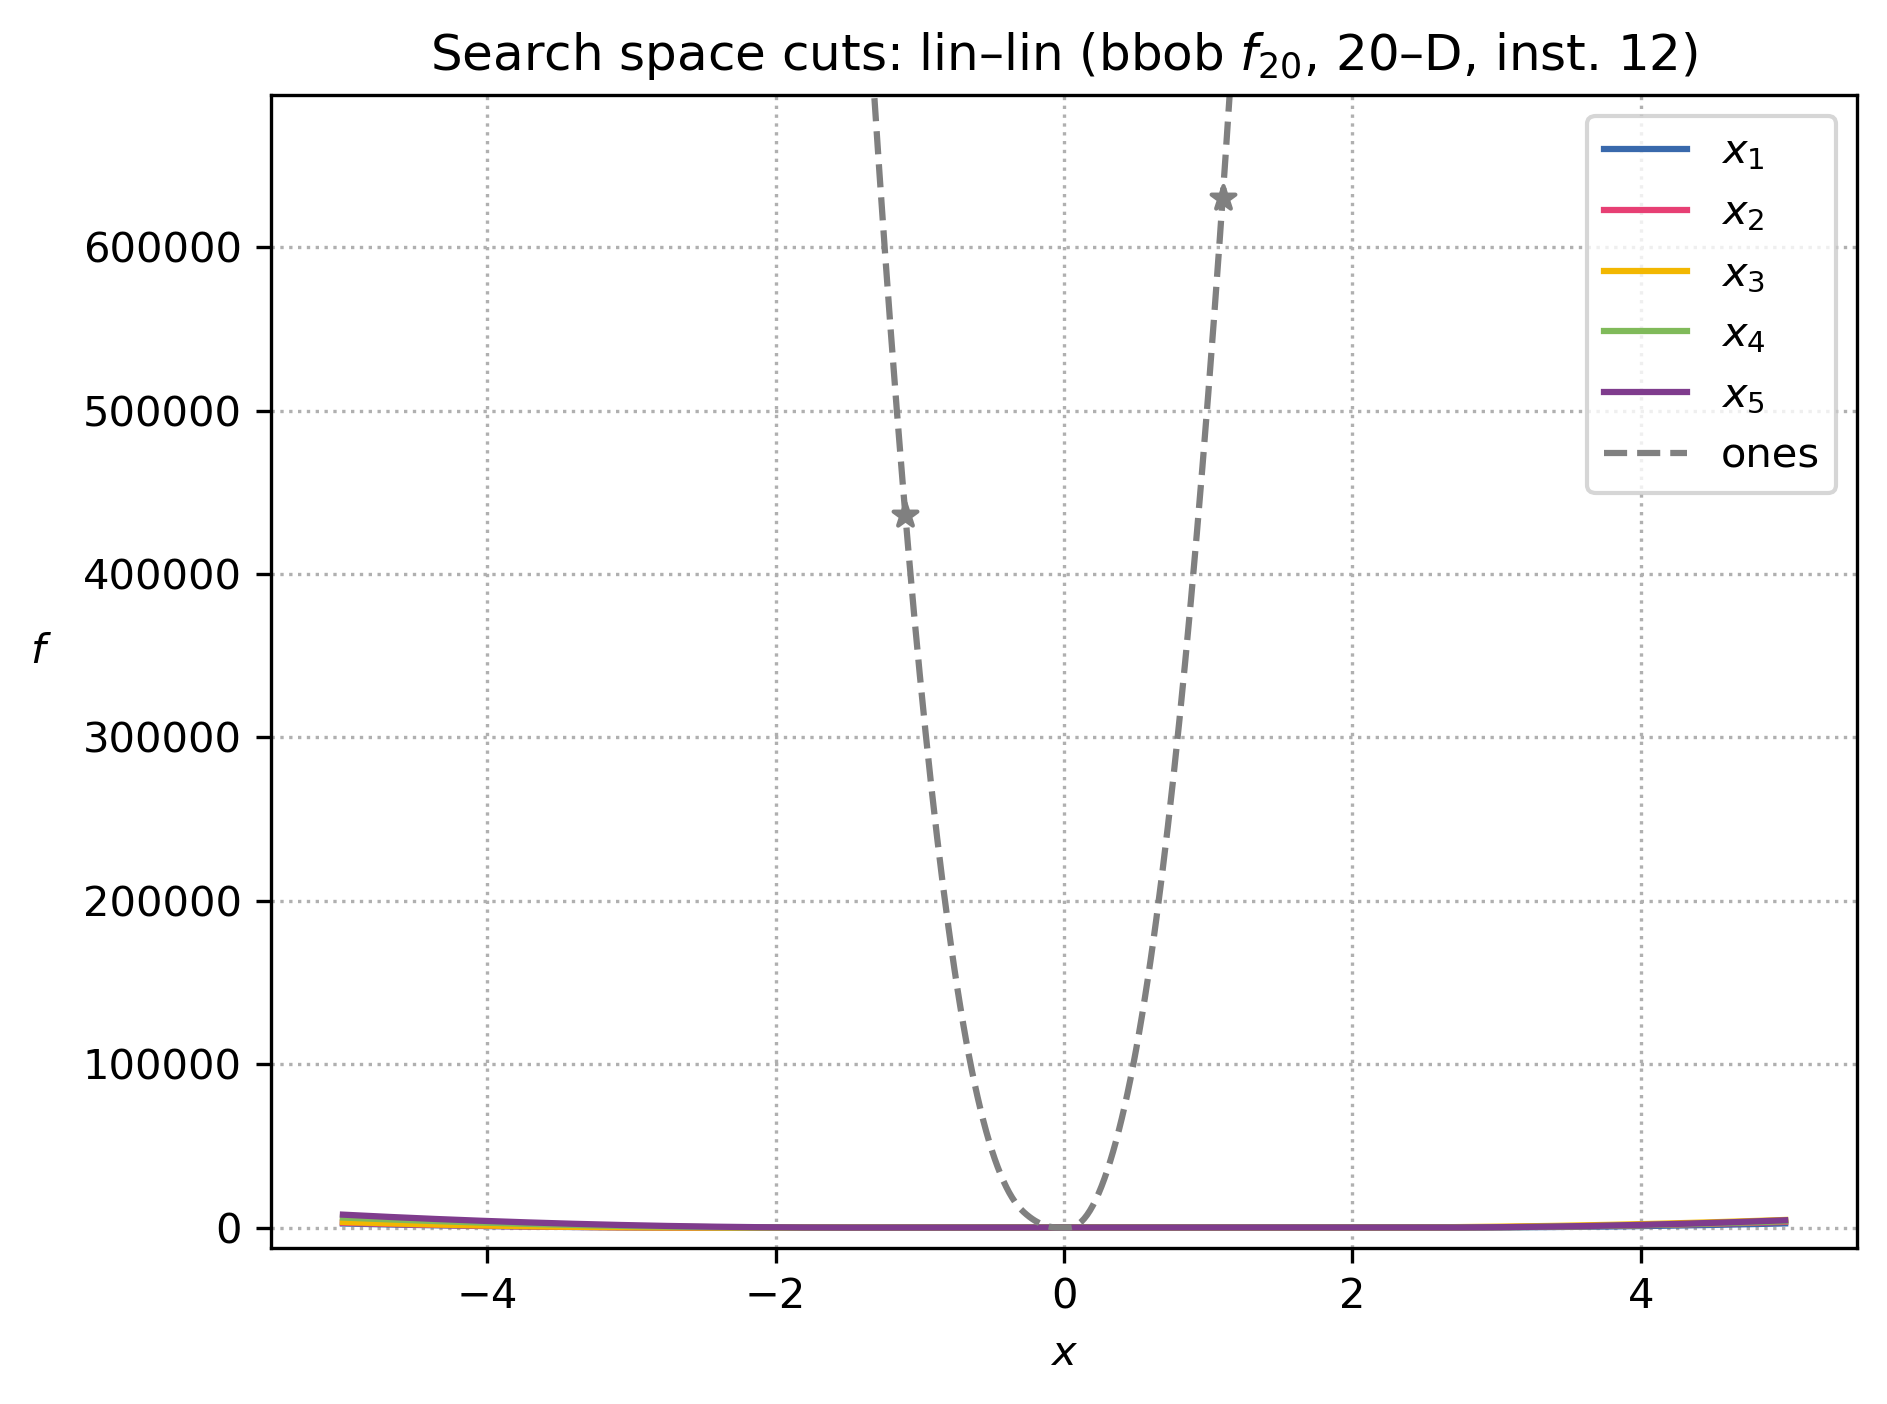 Search space cuts: lin–lin (bbob f20, 20–D, inst. 12)
x1
x2
x3
x4
x5
ones
600000
500000
400000
300000
200000
100000
0
f
−4 −2 0 2 4
x